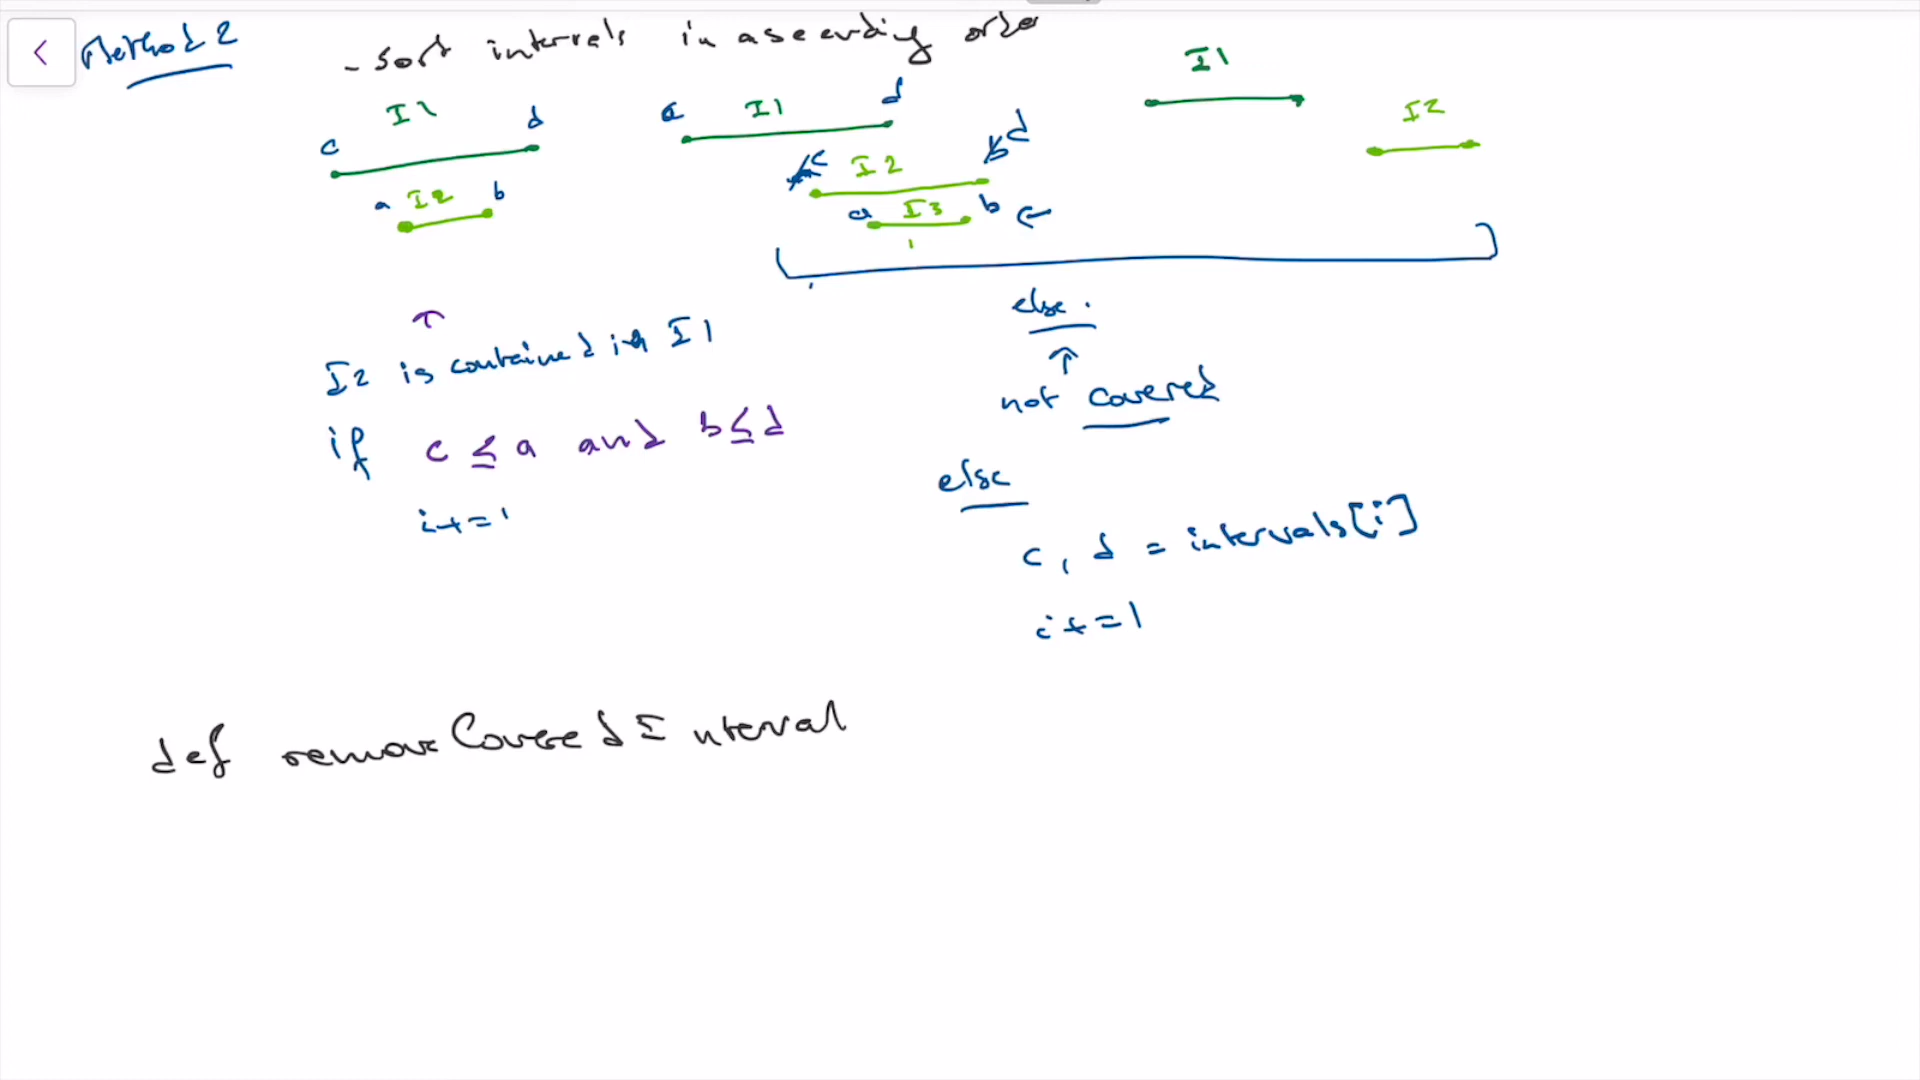 Method 2
- sort intervals in ascending order
I1
c d
a I2 b
a I1 d
c I2 b d
a I3 b ←
I1
I2
I2 is contained in I1
if c ≤ a and b ≤ d
i+=1
else.
not covered
else
c, d = intervals[i]
i+=1
def removeCoveredInterval